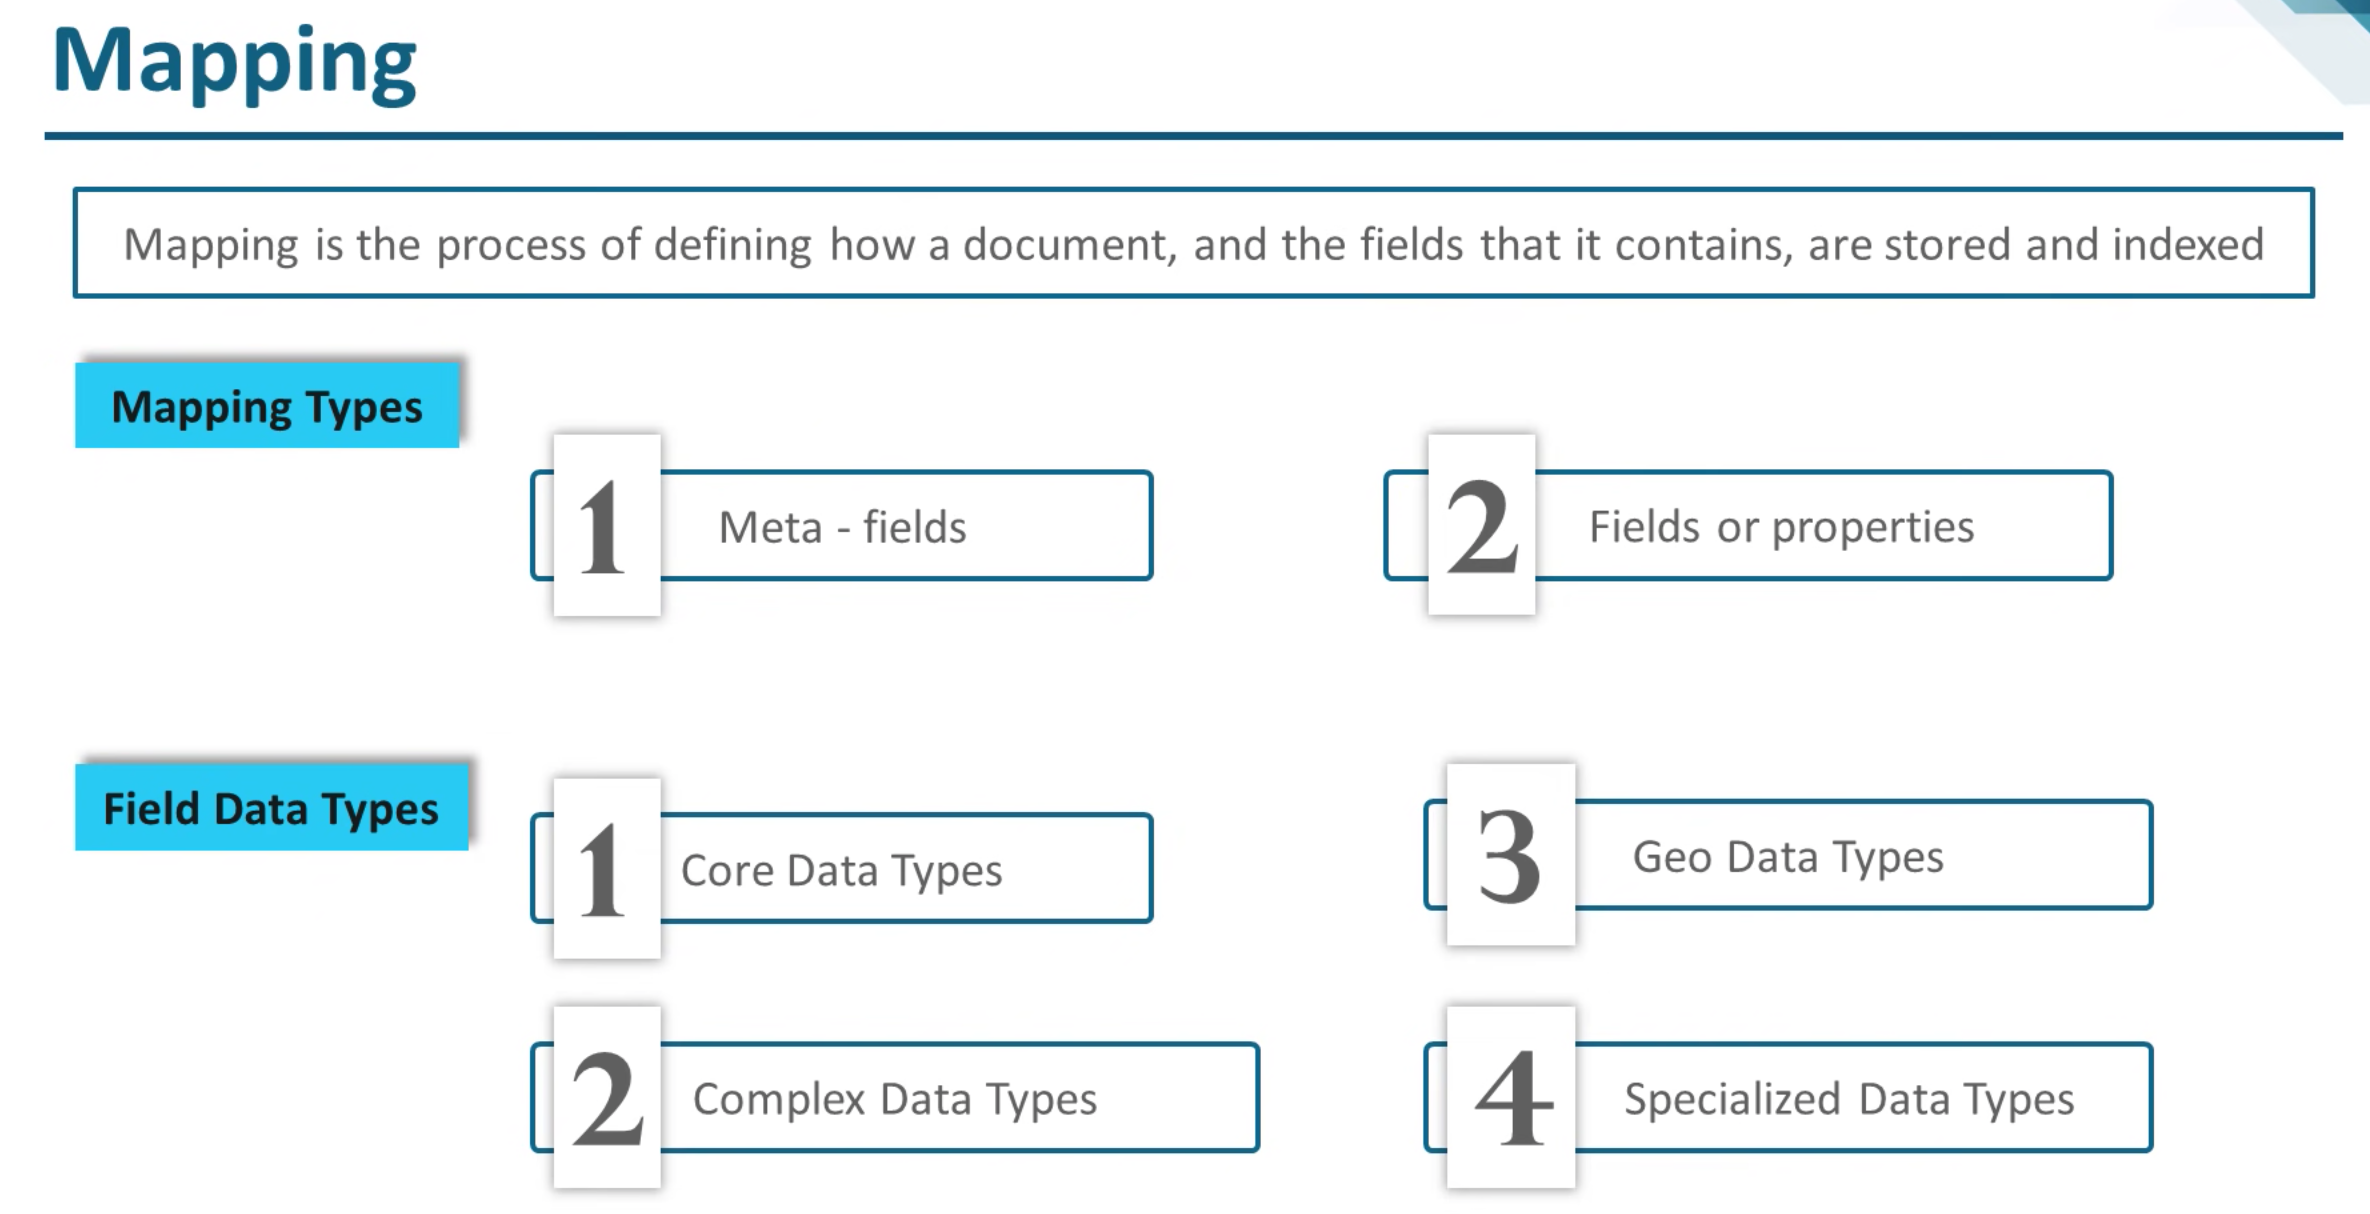 Mapping
Mapping is the process of defining how a document, and the fields that it contains, are stored and indexed
Mapping Types
1 Meta - fields
2 Fields or properties
Field Data Types
1 Core Data Types
3 Geo Data Types
2 Complex Data Types
4 Specialized Data Types